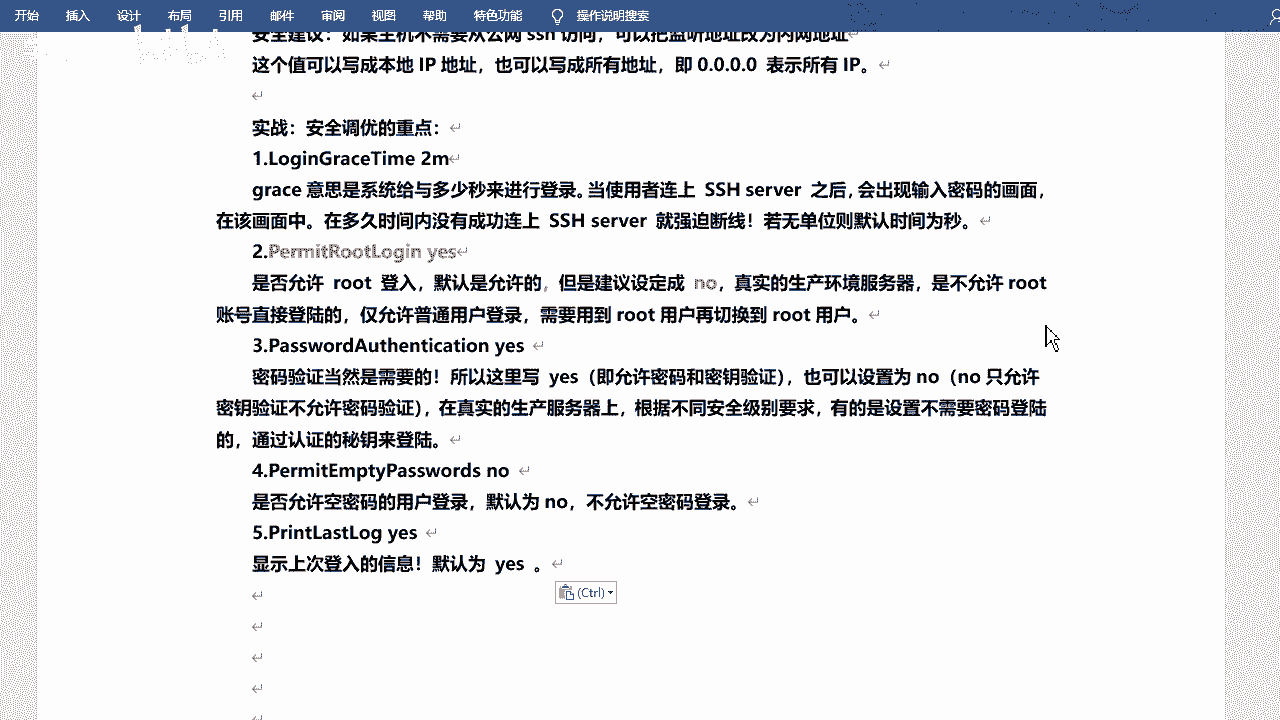 开始 插入 设计 布局 引用 邮件 审阅 视图 帮助 特色功能 操作说明搜索
安全建议：如果主机不需要从公网 ssh 访问，可以把监听地址改为内网地址
这个值可以写成本地 IP 地址，也可以写成所有地址，即 0.0.0.0 表示所有 IP。
实战：安全调优的重点：
1.LoginGraceTime 2m
grace 意思是系统给与多少秒来进行登录。当使用者连上 SSH server 之后，会出现输入密码的画面，
在该画面中。在多久时间内没有成功连上 SSH server 就强迫断线！若无单位则默认时间为秒。
2.PermitRootLogin yes
是否允许 root 登入，默认是允许的，但是建议设定成 no，真实的生产环境服务器，是不允许 root
账号直接登陆的，仅允许普通用户登录，需要用到 root 用户再切换到 root 用户。
3.PasswordAuthentication yes
密码验证当然是需要的！所以这里写 yes（即允许密码和密钥验证），也可以设置为 no（no 只允许
密钥验证不允许密码验证），在真实的生产服务器上，根据不同安全级别要求，有的是设置不需要密码登陆
的，通过认证的秘钥来登陆。
4.PermitEmptyPasswords no
是否允许空密码的用户登录，默认为 no，不允许空密码登录。
5.PrintLastLog yes
显示上次登入的信息！默认为 yes 。
(Ctrl)